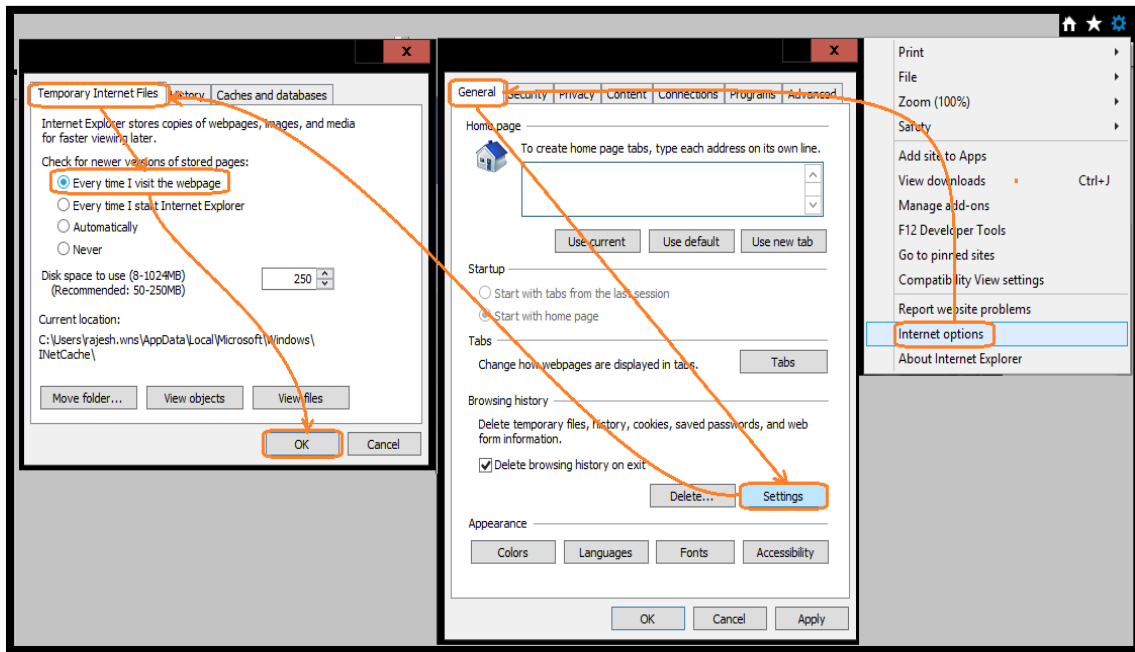 X
Temporary Internet Files History Caches and databases
Internet Explorer stores copies of webpages, images, and media
for faster viewing later.
Check for newer versions of stored pages:
Every time I visit the webpage
Every time I start Internet Explorer
Automatically
Never
Disk space to use (8-1024MB) 250
(Recommended: 50-250MB)
Current location:
C:\Users\rajesh.wns\AppData\Local\Microsoft\Windows\
INetCache\
Move folder... View objects View files
OK Cancel
X
General Security Privacy Content Connections Programs Advanced
Home page
To create home page tabs, type each address on its own line.
Use current Use default Use new tab
Startup
Start with tabs from the last session
Start with home page
Tabs
Change how webpages are displayed in tabs. Tabs
Browsing history
Delete temporary files, history, cookies, saved passwords, and web
form information.
Delete browsing history on exit
Delete... Settings
Appearance
Colors Languages Fonts Accessibility
OK Cancel Apply
Print
File
Zoom (100%)
Safety
Add site to Apps
View downloads Ctrl+J
Manage add-ons
F12 Developer Tools
Go to pinned sites
Compatibility View settings
Report website problems
Internet options
About Internet Explorer